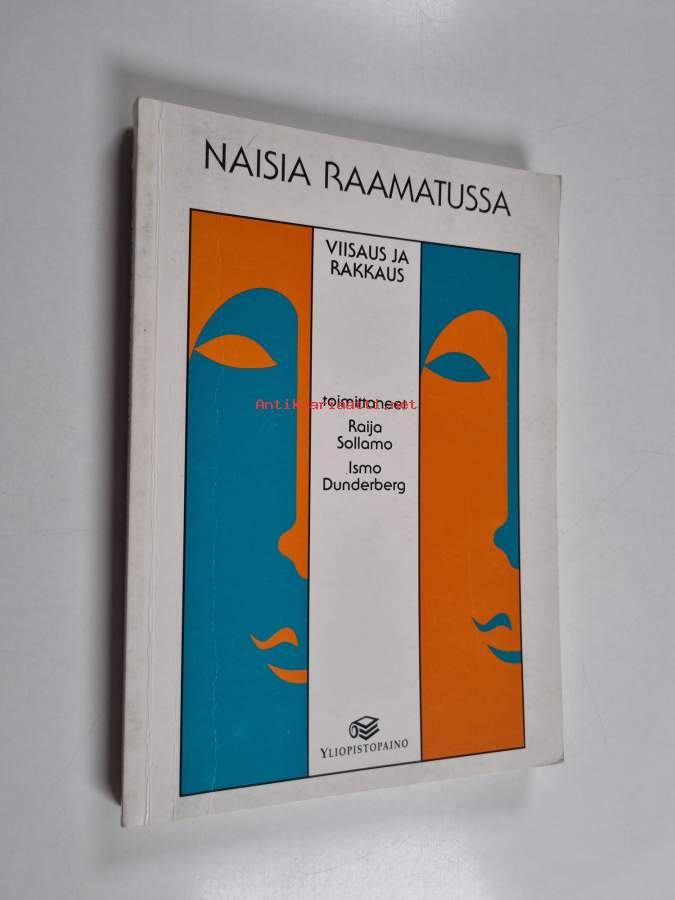 NAISIA RAAMATUSSA
VIISAUS JA
RAKKAUS
toimittaneet
Antikvariaatti.net
Raija
Sollamo
Ismo
Dunderberg
YLIOPISTOPAINO